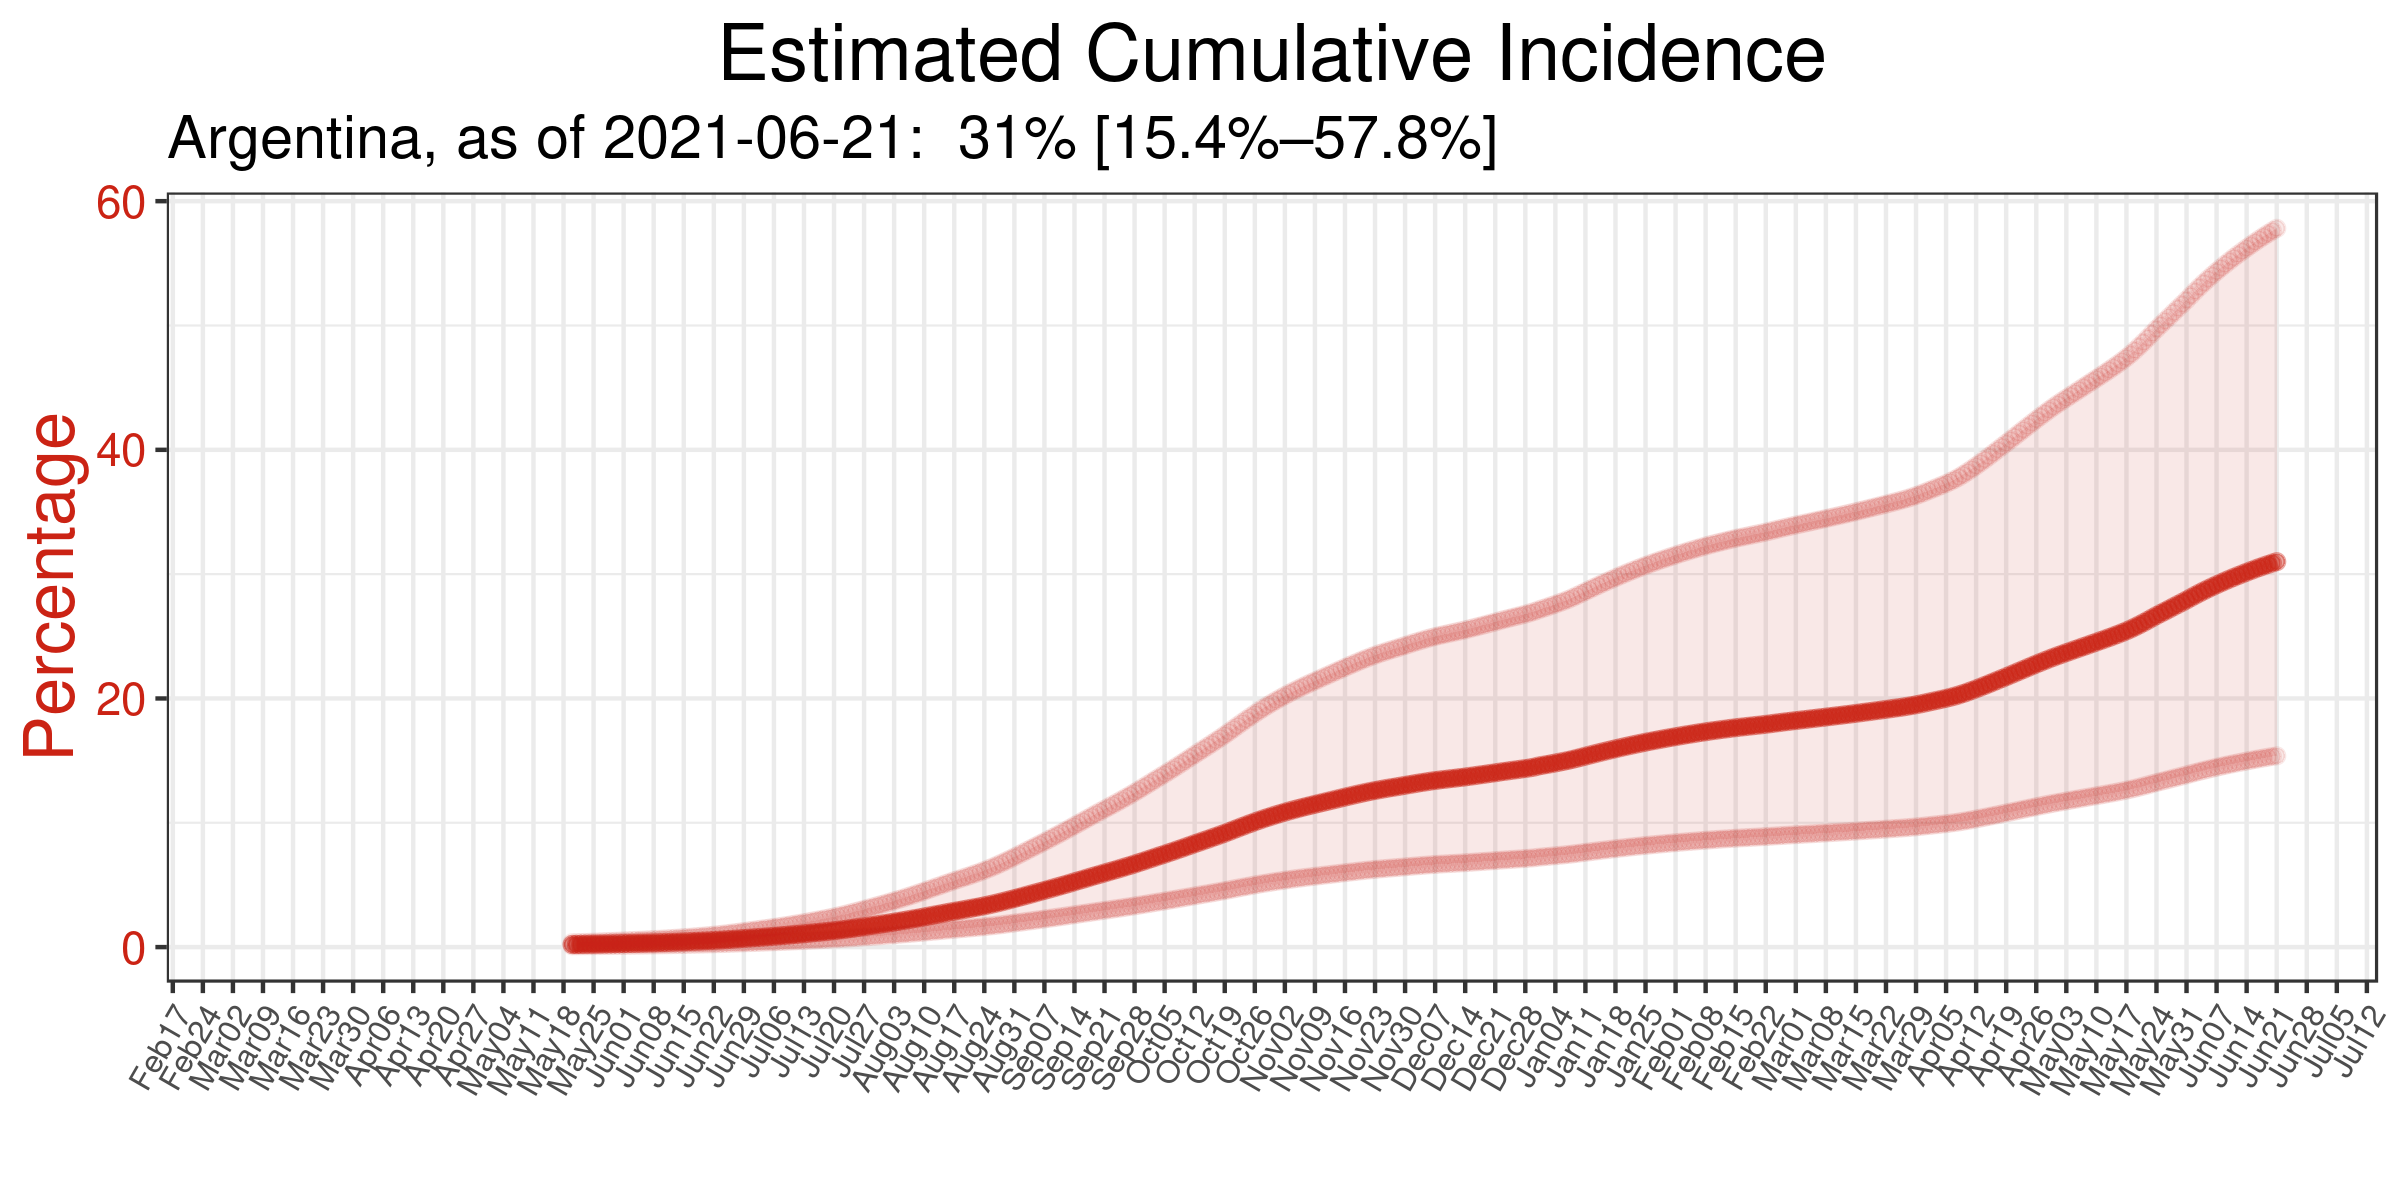 Estimated Cumulative Incidence
Argentina, as of 2021-06-21:  31% [15.4%–57.8%]
Percentage
60
40
20
0
Feb17
Feb24
Mar02
Mar09
Mar16
Mar23
Mar30
Apr06
Apr13
Apr20
Apr27
May04
May11
May18
May25
Jun01
Jun08
Jun15
Jun22
Jun29
Jul06
Jul13
Jul20
Jul27
Aug03
Aug10
Aug17
Aug24
Aug31
Sep07
Sep14
Sep21
Sep28
Oct05
Oct12
Oct19
Oct26
Nov02
Nov09
Nov16
Nov23
Nov30
Dec07
Dec14
Dec21
Dec28
Jan04
Jan11
Jan18
Jan25
Feb01
Feb08
Feb15
Feb22
Mar01
Mar08
Mar15
Mar22
Mar29
Apr05
Apr12
Apr19
Apr26
May03
May10
May17
May24
May31
Jun07
Jun14
Jun21
Jun28
Jul05
Jul12